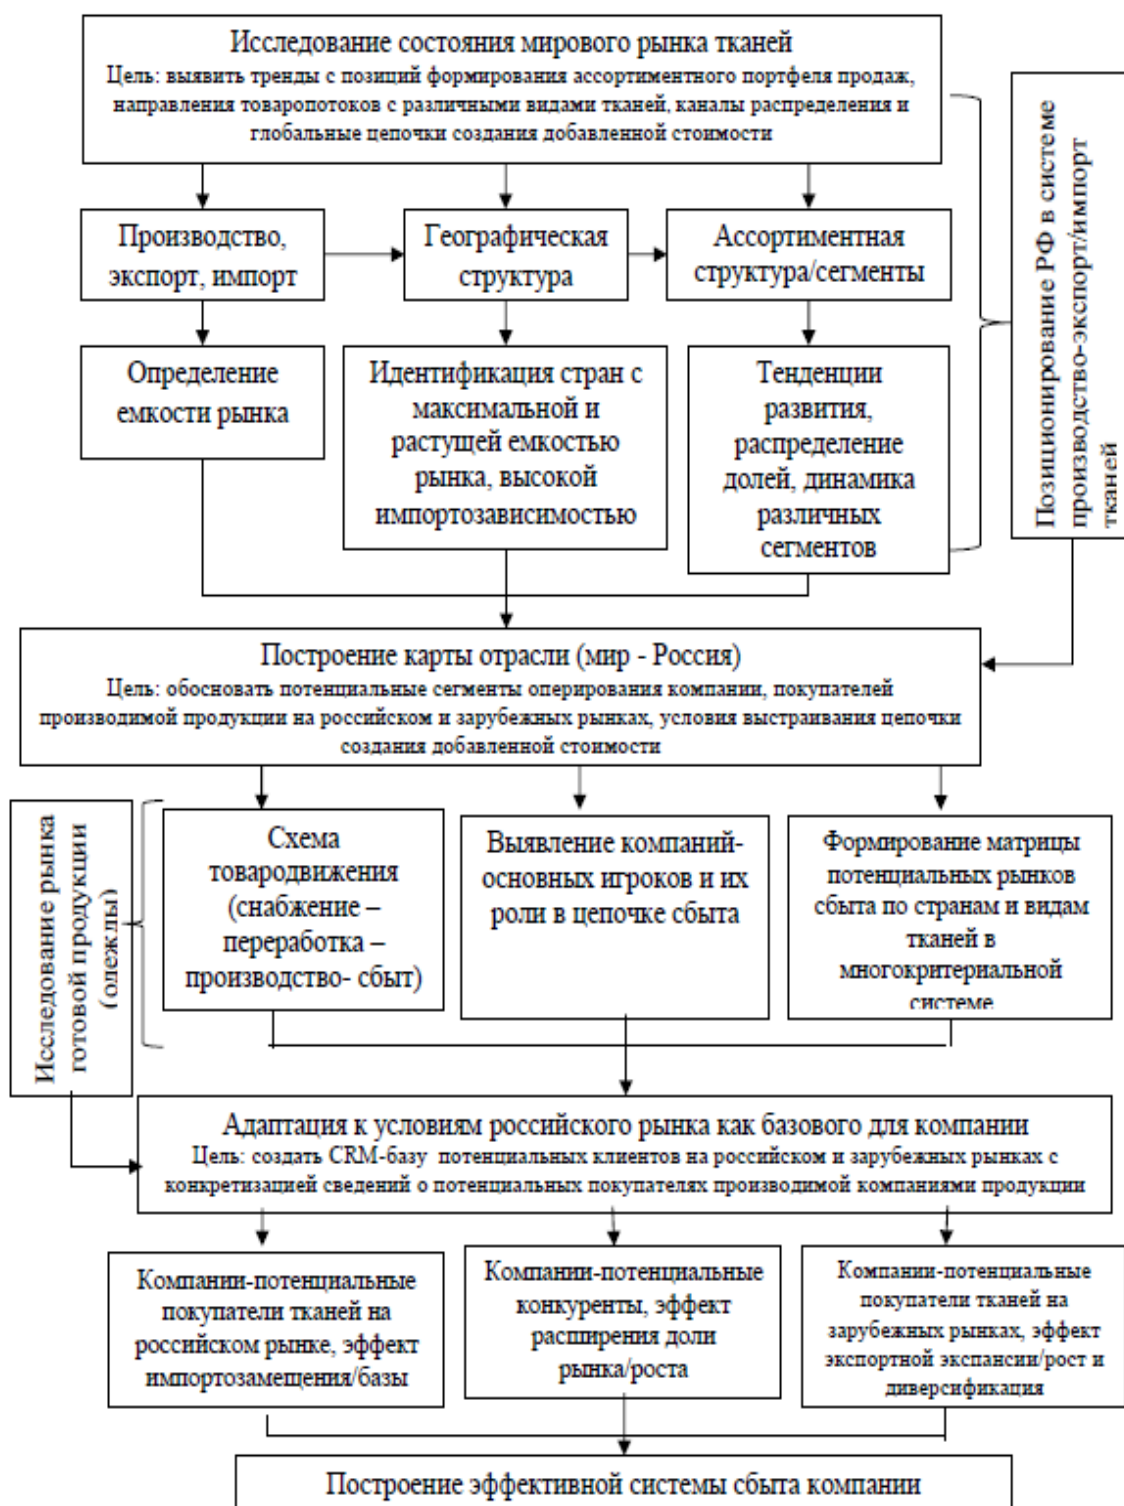 Исследование состояния мирового рынка тканей
Цель: выявить тренды с позиций формирования ассортиментного портфеля продаж,
направления товаропотоков с различными видами тканей, каналы распределения и
глобальные цепочки создания добавленной стоимости
Позиционирование РФ в системе
производство-экспорт/импорт
тканей
Производство,
экспорт, импорт
Географическая
структура
Ассортиментная
структура/сегменты
Определение
емкости рынка
Идентификация стран с
максимальной и
растущей емкостью
рынка, высокой
импортозависимостью
Тенденции
развития,
распределение
долей, динамика
различных
сегментов
Построение карты отрасли (мир - Россия)
Цель: обосновать потенциальные сегменты оперирования компании, покупателей
производимой продукции на российском и зарубежных рынках, условия выстраивания цепочки
создания добавленной стоимости
Исследование рынка
готовой продукции
(одежды)
Схема
товародвижения
(снабжение –
переработка –
производство- сбыт)
Выявление компаний-
основных игроков и их
роли в цепочке сбыта
Формирование матрицы
потенциальных рынков
сбыта по странам и видам
тканей в
многокритериальной
системе
Адаптация к условиям российского рынка как базового для компании
Цель: создать CRM-базу потенциальных клиентов на российском и зарубежных рынках с
конкретизацией сведений о потенциальных покупателях производимой компаниями продукции
Компании-потенциальные
покупатели тканей на
российском рынке, эффект
импортозамещения/базы
Компании-потенциальные
конкуренты, эффект
расширения доли
рынка/роста
Компании-потенциальные
покупатели тканей на
зарубежных рынках, эффект
экспортной экспансии/рост и
диверсификация
Построение эффективной системы сбыта компании